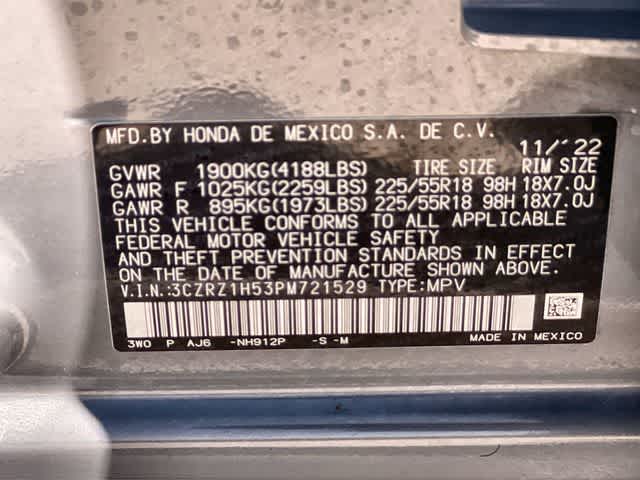 MFD.BY HONDA DE MEXICO S.A. DE C.V. 11/'22
GVWR 1900KG(4188LBS) TIRE SIZE RIM SIZE
GAWR F 1025KG(2259LBS) 225/55R18 98H 18X7.0J
GAWR R 895KG(1973LBS) 225/55R18 98H 18X7.0J
THIS VEHICLE CONFORMS TO ALL APPLICABLE
FEDERAL MOTOR VEHICLE SAFETY
AND THEFT PREVENTION STANDARDS IN EFFECT
ON THE DATE OF MANUFACTURE SHOWN ABOVE.
V.I.N.:3CZRZ1H53PM721529 TYPE:MPV
3W0 P AJ6 -NH912P -S -M MADE IN MEXICO